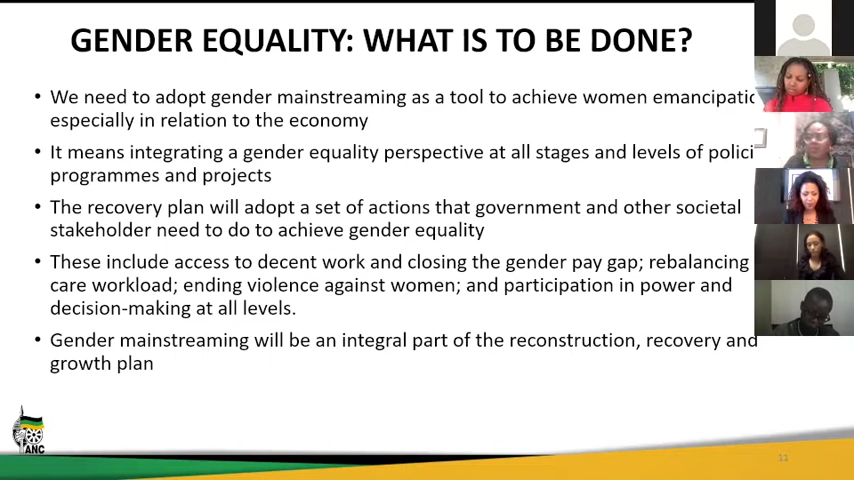 GENDER EQUALITY: WHAT IS TO BE DONE?
• We need to adopt gender mainstreaming as a tool to achieve women emancipatio
especially in relation to the economy
• It means integrating a gender equality perspective at all stages and levels of polici
programmes and projects
• The recovery plan will adopt a set of actions that government and other societal
stakeholder need to do to achieve gender equality
• These include access to decent work and closing the gender pay gap; rebalancing
care workload; ending violence against women; and participation in power and
decision-making at all levels.
• Gender mainstreaming will be an integral part of the reconstruction, recovery and
growth plan
ANC
11